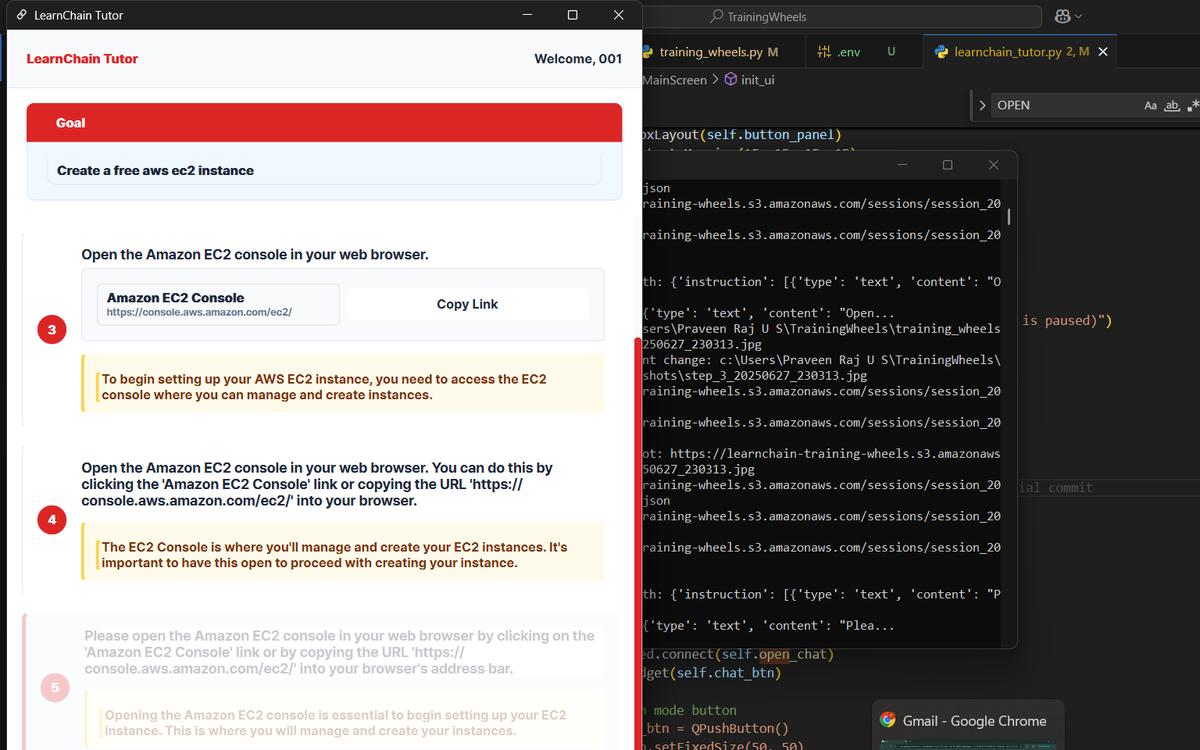 LearnChain Tutor
LearnChain Tutor
Welcome, 001
Goal
Create a free aws ec2 instance
Open the Amazon EC2 console in your web browser.
Amazon EC2 Console
https://console.aws.amazon.com/ec2/
Copy Link
3
To begin setting up your AWS EC2 instance, you need to access the EC2
console where you can manage and create instances.
Open the Amazon EC2 console in your web browser. You can do this by
clicking the 'Amazon EC2 Console' link or copying the URL 'https://
console.aws.amazon.com/ec2/' into your browser.
4
The EC2 Console is where you'll manage and create your EC2 instances. It's
important to have this open to proceed with creating your instance.
Please open the Amazon EC2 console in your web browser by clicking on the
'Amazon EC2 Console' link or by copying the URL 'https://
console.aws.amazon.com/ec2/' into your browser's address bar.
5
Opening the Amazon EC2 console is essential to begin setting up your EC2
instance. This is where you will manage and create your instances.
TrainingWheels
training_wheels.py M
.env U
learnchain_tutor.py 2, M
MainScreen > init_ui
OPEN
Aa ab
oxLayout(self.button_panel)
json
raining-wheels.s3.amazonaws.com/sessions/session_20
raining-wheels.s3.amazonaws.com/sessions/session_20
th: {'instruction': [{'type': 'text', 'content': "O
{'type': 'text', 'content': "Open...
sers\Praveen Raj U S\TrainingWheels\training_wheels
250627_230313.jpg
nt change: c:\Users\Praveen Raj U S\TrainingWheels\
shots\step_3_20250627_230313.jpg
raining-wheels.s3.amazonaws.com/sessions/session_20
raining-wheels.s3.amazonaws.com/sessions/session_20
ot: https://learnchain-training-wheels.s3.amazonaws
50627_230313.jpg
raining-wheels.s3.amazonaws.com/sessions/session_20
json
raining-wheels.s3.amazonaws.com/sessions/session_20
raining-wheels.s3.amazonaws.com/sessions/session_20
th: {'instruction': [{'type': 'text', 'content': "P
{'type': 'text', 'content': "Plea...
is paused)")
ial commit
ed.connect(self.open_chat)
dget(self.chat_btn)
n mode button
_btn = QPushButton()
n.setFixedSize(50, 50)
Gmail - Google Chrome